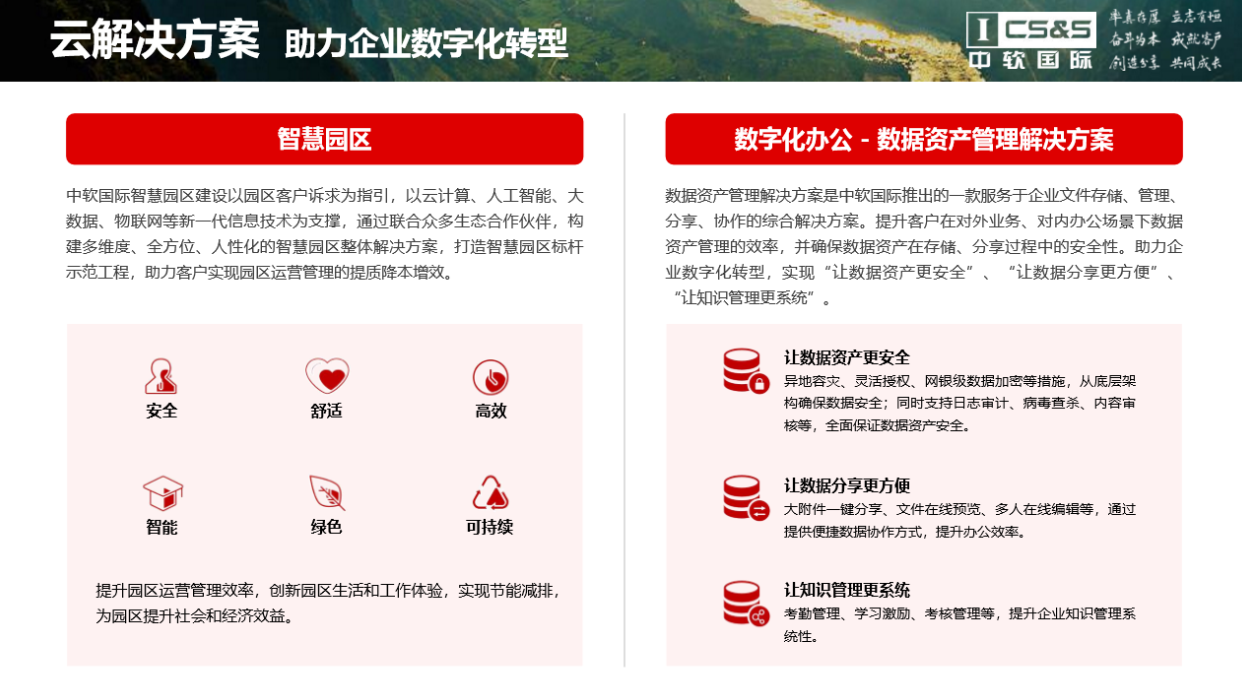 云解决方案 助力企业数字化转型
I CS&S
中软国际
率真存厚 立志有恒
奋斗为本 成就客户
创造分享 共同成长
智慧园区
中软国际智慧园区建设以园区客户诉求为指引，以云计算、人工智能、大
数据、物联网等新一代信息技术为支撑，通过联合众多生态合作伙伴，构
建多维度、全方位、人性化的智慧园区整体解决方案，打造智慧园区标杆
示范工程，助力客户实现园区运营管理的提质降本增效。
安全
舒适
高效
智能
绿色
可持续
提升园区运营管理效率，创新园区生活和工作体验，实现节能减排，
为园区提升社会和经济效益。
数字化办公 - 数据资产管理解决方案
数据资产管理解决方案是中软国际推出的一款服务于企业文件存储、管理、
分享、协作的综合解决方案。提升客户在对外业务、对内办公场景下数据
资产管理的效率，并确保数据资产在存储、分享过程中的安全性。助力企
业数字化转型，实现“让数据资产更安全”、“让数据分享更方便”、
“让知识管理更系统”。
让数据资产更安全
异地容灾、灵活授权、网银级数据加密等措施，从底层架
构确保数据安全；同时支持日志审计、病毒查杀、内容审
核等，全面保证数据资产安全。
让数据分享更方便
大附件一键分享、文件在线预览、多人在线编辑等，通过
提供便捷数据协作方式，提升办公效率。
让知识管理更系统
考勤管理、学习激励、考核管理等，提升企业知识管理系
统性。